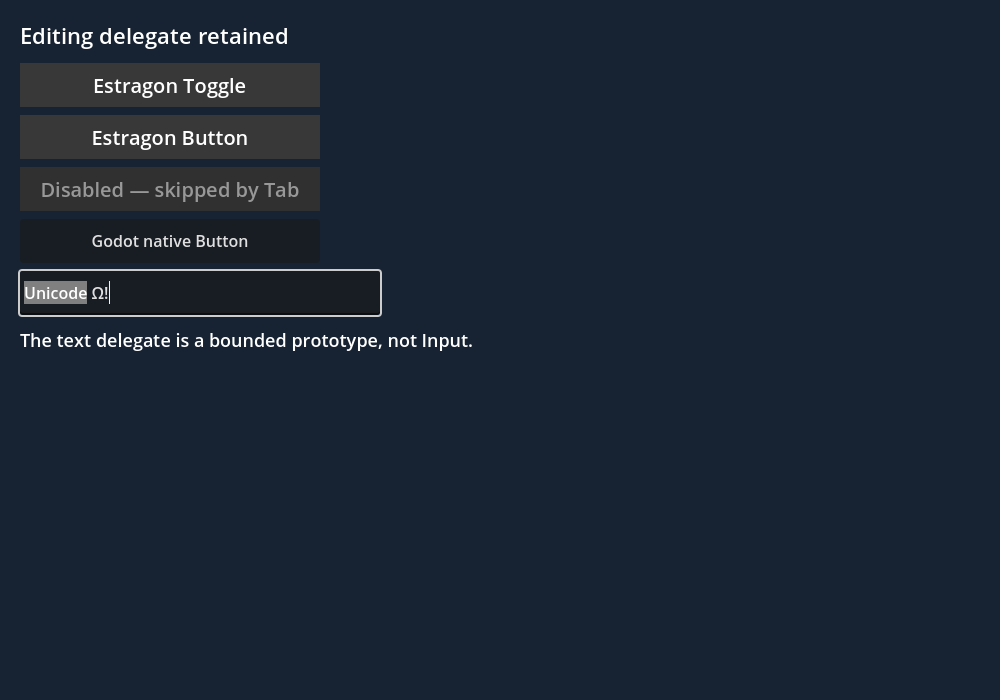 Editing delegate retained
Estragon Toggle
Estragon Button
Disabled — skipped by Tab
Godot native Button
Unicode Ω!
The text delegate is a bounded prototype, not Input.